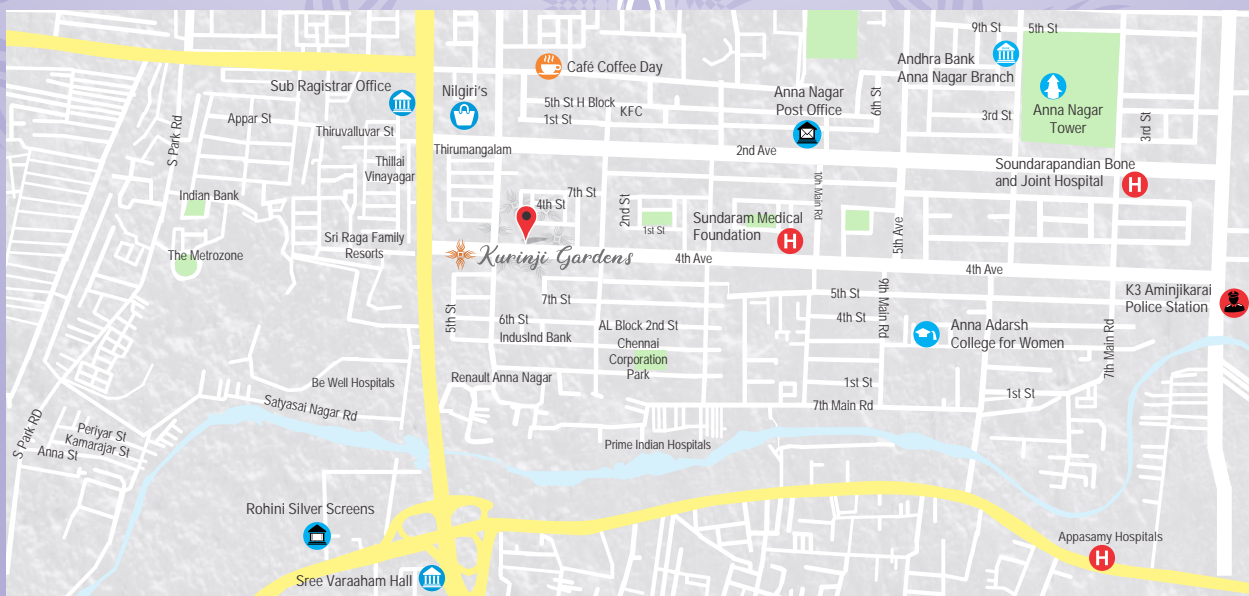 9th St
5th St
Andhra Bank
Anna Nagar Branch
Café Coffee Day
Sub Ragistrar Office
Nilgiri's
Anna Nagar
Post Office
5th St H Block
1st St
KFC
6th St
3rd St
Anna Nagar
Tower
3rd St
Appar St
Thiruvalluvar St
S Park Rd
Thirumangalam
2nd Ave
Thillai
Vinayagar
Soundarapandian Bone
and Joint Hospital
H
Indian Bank
7th St
4th St
2nd St
1st St
10h Main Rd
Sundaram Medical
Foundation
H
5th Ave
Sri Raga Family
Resorts
The Metrozone
Kurinji Gardens
4th Ave
4th Ave
K3 Aminjikarai
Police Station
7th St
5th St
9th Main Rd
5th St
6th St
IndusInd Bank
AL Block 2nd St
Chennai
Corporation
Park
4th St
Anna Adarsh
College for Women
7th Main Rd
Be Well Hospitals
Renault Anna Nagar
1st St
1st St
7th Main Rd
Satyasai Nagar Rd
S Park RD
Periyar St
Kamarajar St
Anna St
Prime Indian Hospitals
Rohini Silver Screens
Appasamy Hospitals
H
Sree Varaaham Hall